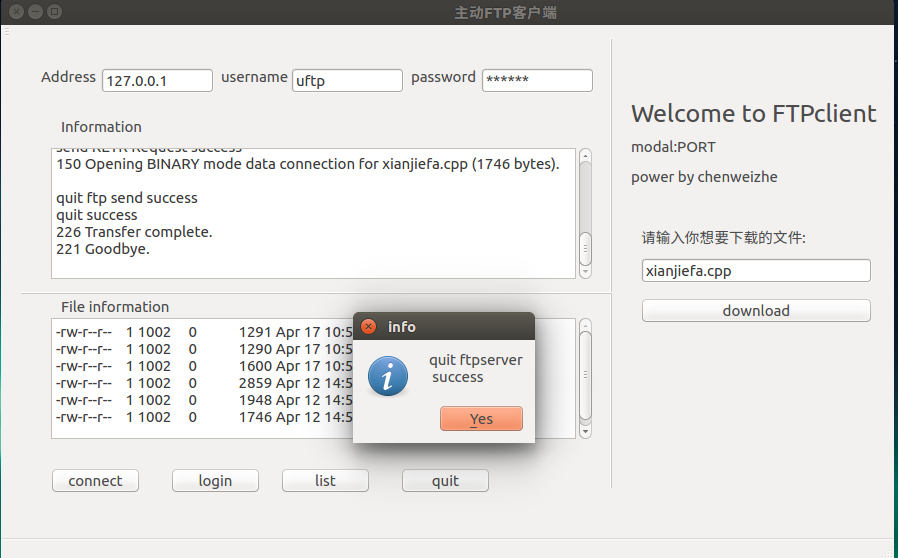 主动FTP客户端
Address 127.0.0.1 username uftp password ******
Information
send RETR Request success
150 Opening BINARY mode data connection for xianjiefa.cpp (1746 bytes).
quit ftp send success
quit success
226 Transfer complete.
221 Goodbye.
File information
-rw-r--r-- 1 1002 0 1291 Apr 17 10:5
-rw-r--r-- 1 1002 0 1290 Apr 17 10:5
-rw-r--r-- 1 1002 0 1600 Apr 17 10:5
-rw-r--r-- 1 1002 0 2859 Apr 12 14:5
-rw-r--r-- 1 1002 0 1948 Apr 12 14:5
-rw-r--r-- 1 1002 0 1746 Apr 12 14:5
info
quit ftpserver
success
Yes
connect login list quit
Welcome to FTPclient
modal:PORT
power by chenweizhe
请输入你想要下载的文件:
xianjiefa.cpp
download